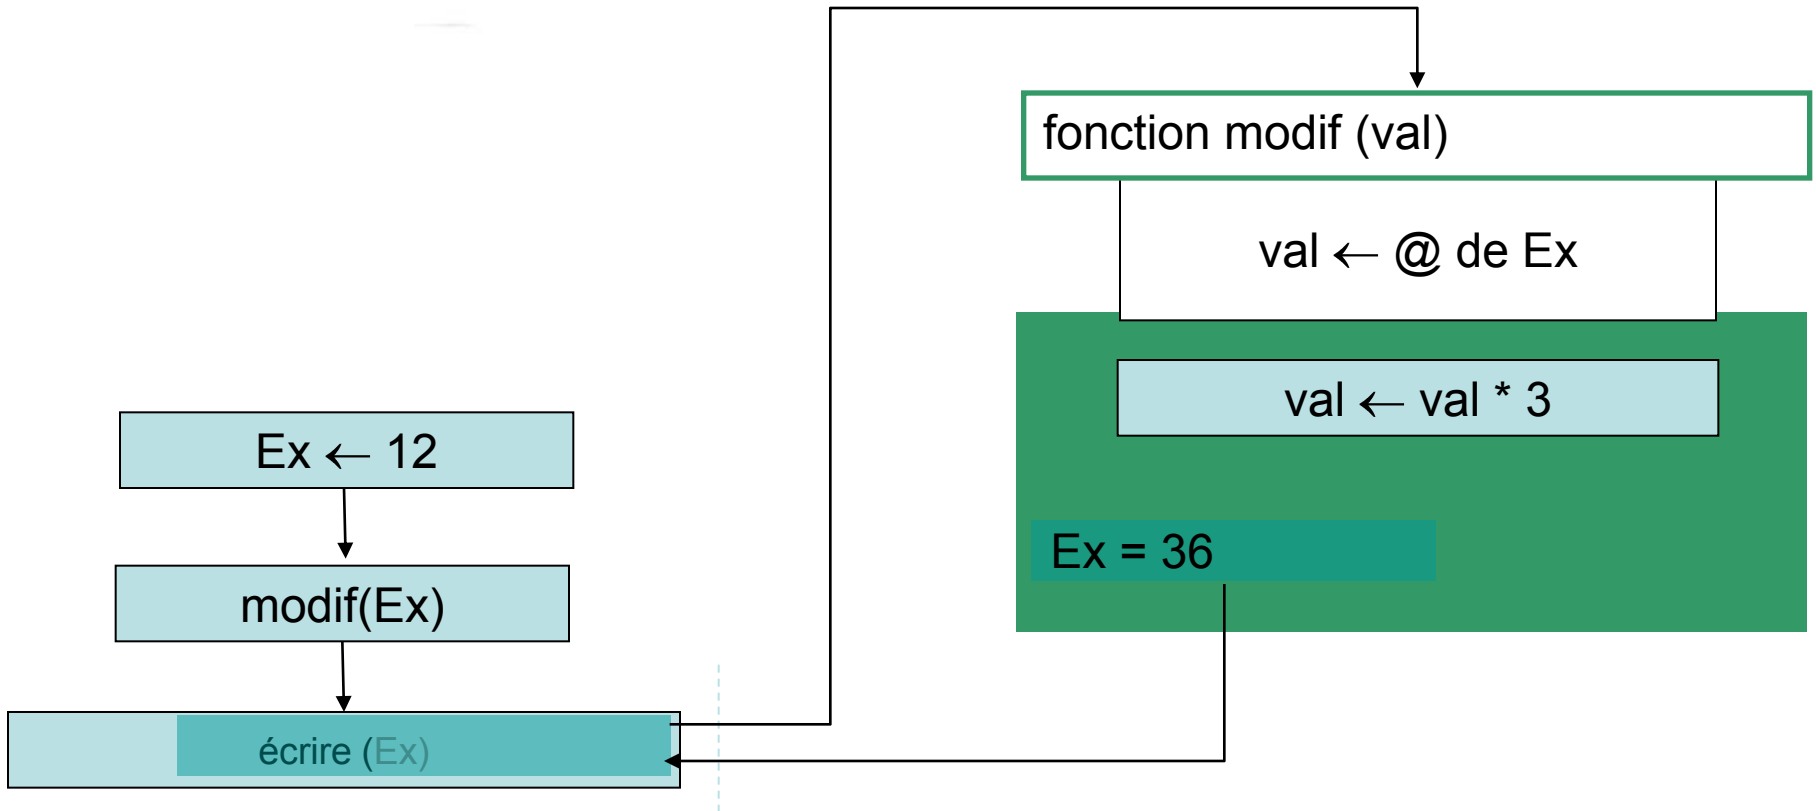 fonction modif (val)
val ← @ de Ex
val ← val * 3
Ex ← 12
Ex = 36
modif(Ex)
écrire (Ex)